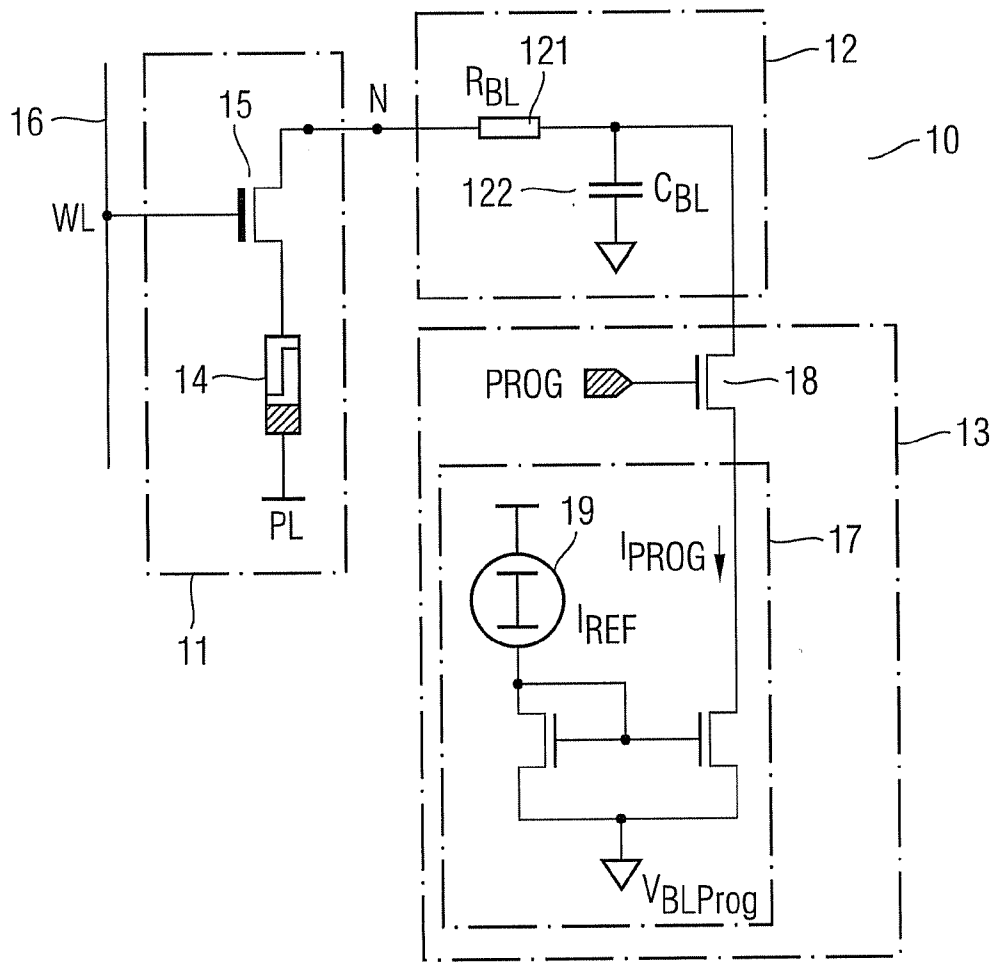 12
121
R_BL
15
N
16
10
122
C_BL
WL
14
PROG
18
13
19
PL
I_PROG
17
I_REF
11
V_BLProg